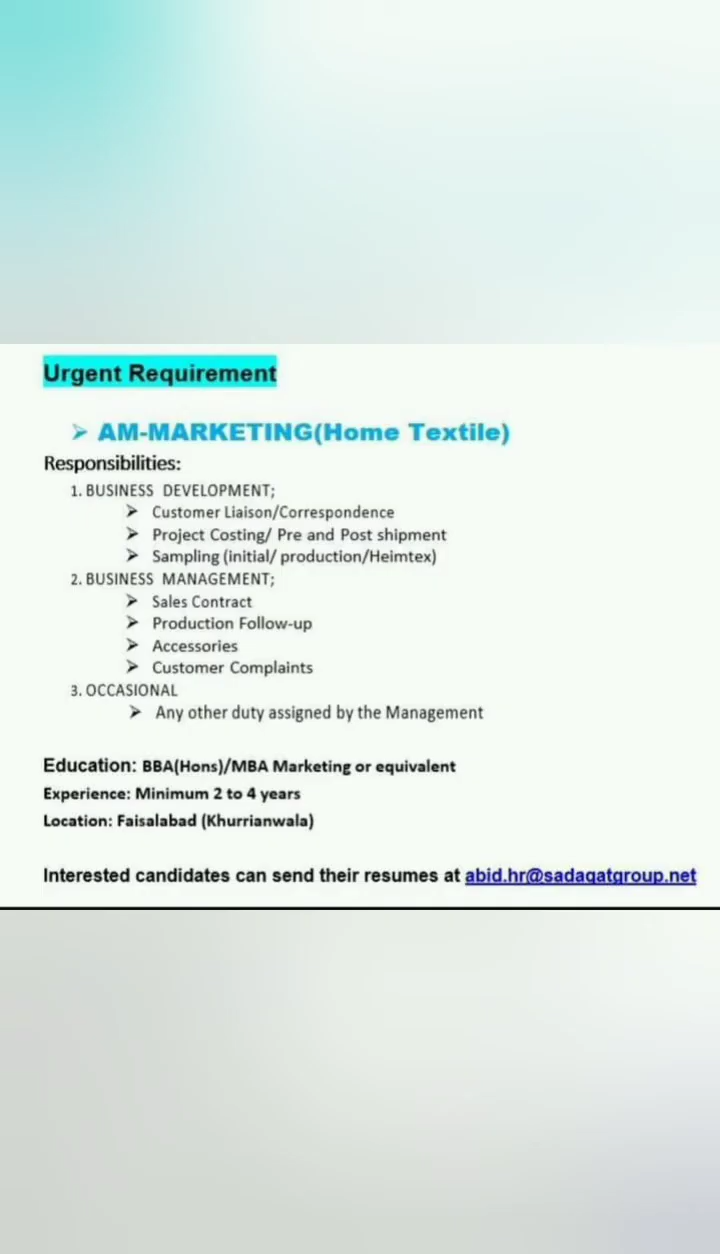 Urgent Requirement
➢ AM-MARKETING(Home Textile)
Responsibilities:
1. BUSINESS DEVELOPMENT;
➢ Customer Liaison/Correspondence
➢ Project Costing/ Pre and Post shipment
➢ Sampling (initial/ production/Heimtex)
2. BUSINESS MANAGEMENT;
➢ Sales Contract
➢ Production Follow-up
➢ Accessories
➢ Customer Complaints
3. OCCASIONAL
➢ Any other duty assigned by the Management
Education: BBA(Hons)/MBA Marketing or equivalent
Experience: Minimum 2 to 4 years
Location: Faisalabad (Khurrianwala)
Interested candidates can send their resumes at abid.hr@sadaqatgroup.net